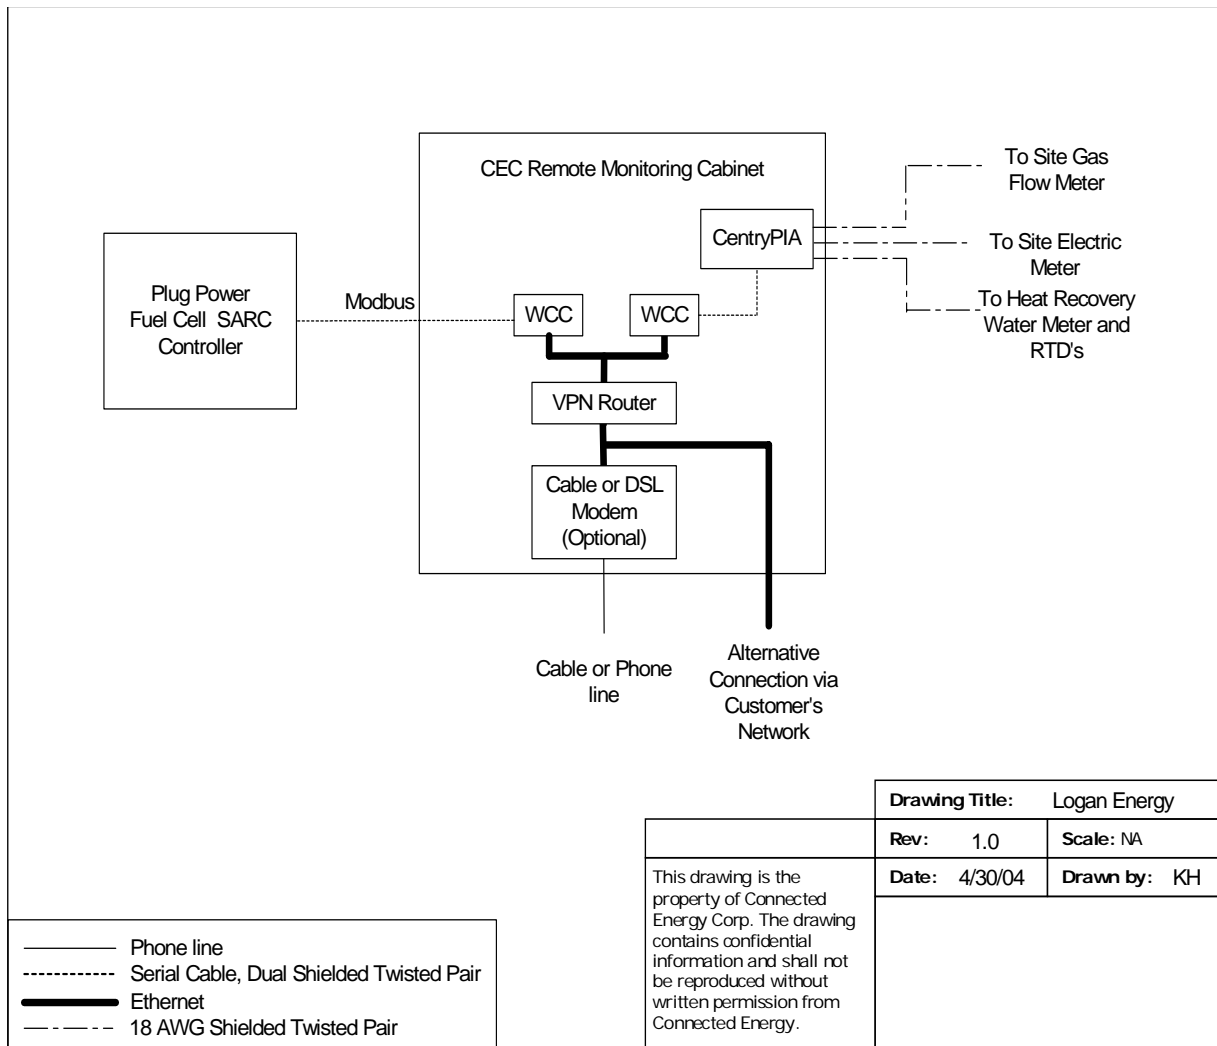 CEC Remote Monitoring Cabinet
To Site Gas
Flow Meter
CentryPIA
To Site Electric
Meter
Plug Power
Fuel Cell SARC
Controller
Modbus
WCC
WCC
To Heat Recovery
Water Meter and
RTD's
VPN Router
Cable or DSL
Modem
(Optional)
Cable or Phone
line
Alternative
Connection via
Customer's
Network
Drawing Title: Logan Energy
Rev: 1.0
Scale: NA
Date: 4/30/04
Drawn by: KH
This drawing is the
property of Connected
Energy Corp. The drawing
contains confidential
information and shall not
be reproduced without
written permission from
Connected Energy.
Phone line
Serial Cable, Dual Shielded Twisted Pair
Ethernet
18 AWG Shielded Twisted Pair